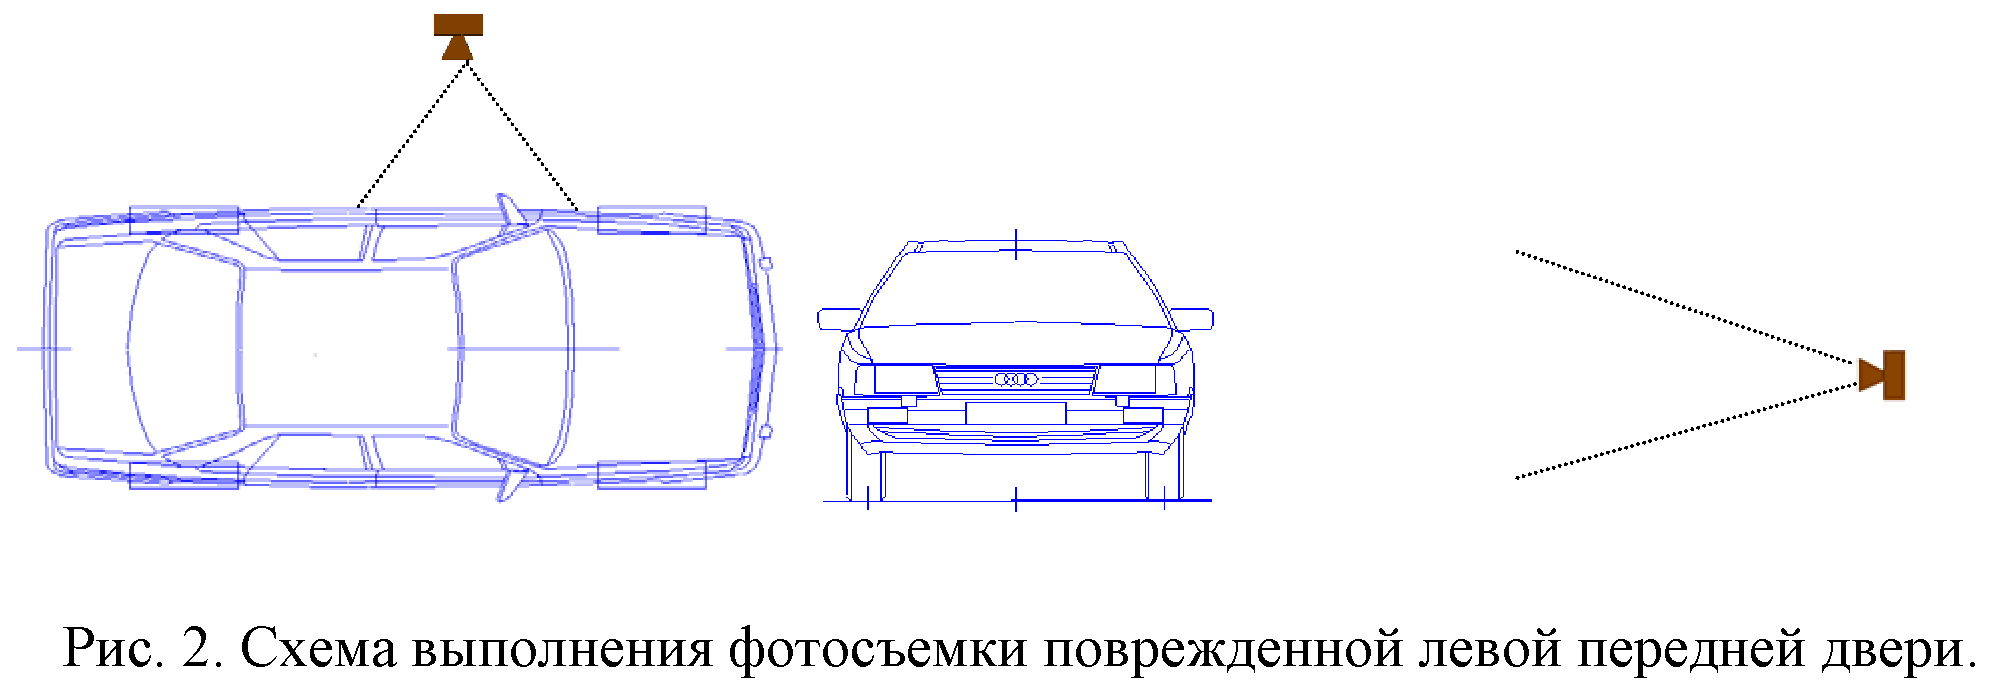 Рис. 2. Схема выполнения фотосъемки поврежденной левой передней двери.